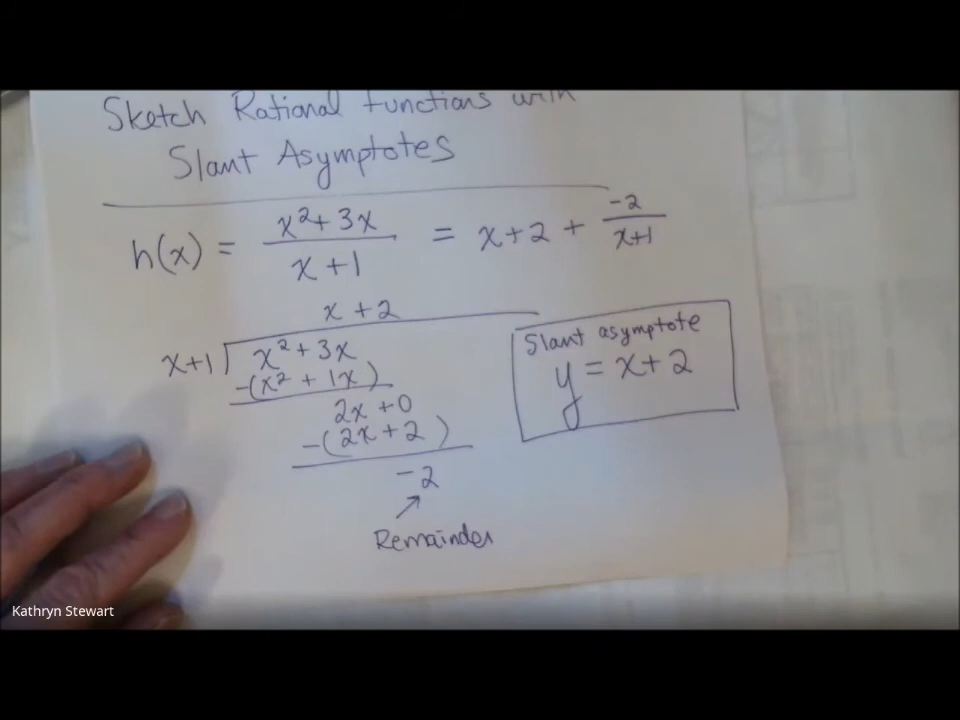 Sketch Rational Functions with
Slant Asymptotes
h(x) = x²+3x / x+1 = x+2 + -2 / x+1
x+2
x+1 x²+3x
-(x² + 1x)
2x +0
-(2x+2)
-2
Remainder
Slant asymptote
y = x+2
Kathryn Stewart